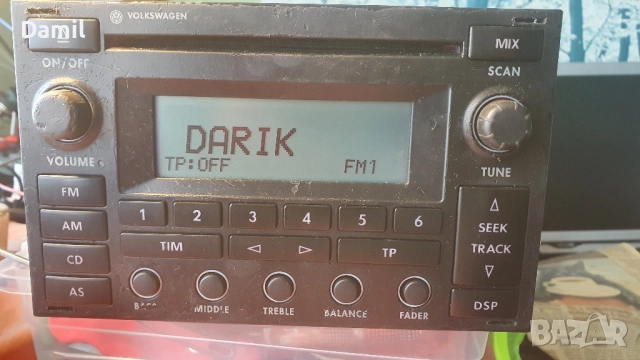 Damil
VOLKSWAGEN
ON/OFF
MIX
SCAN
DARIK
TP:OFF FM1
VOLUME
TUNE
FM
1 2 3 4 5 6
AM
TIM
TP
SEEK
TRACK
CD
AS
BASS MIDDLE TREBLE BALANCE FADER
DSP
BAZAR